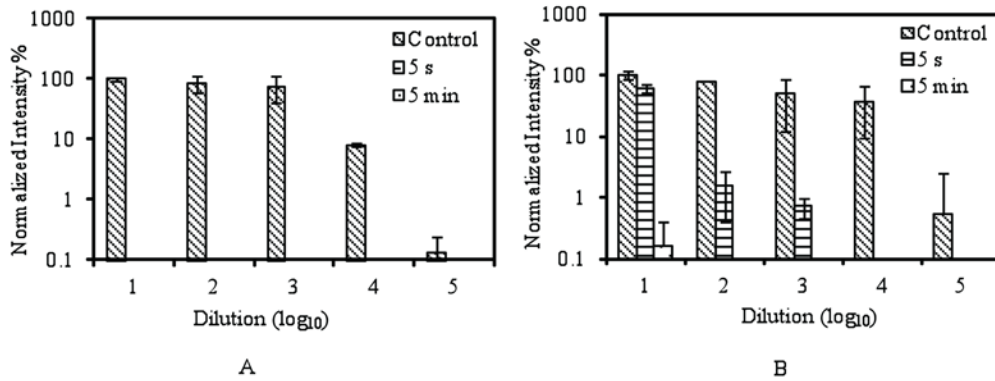 Normalized Intensity %
1000
100
10
1
0.1
Control
5 s
5 min
1 2 3 4 5
Dilution (log₁₀)
A
Normalized Intensity %
1000
100
10
1
0.1
Control
5 s
5 min
1 2 3 4 5
Dilution (log₁₀)
B